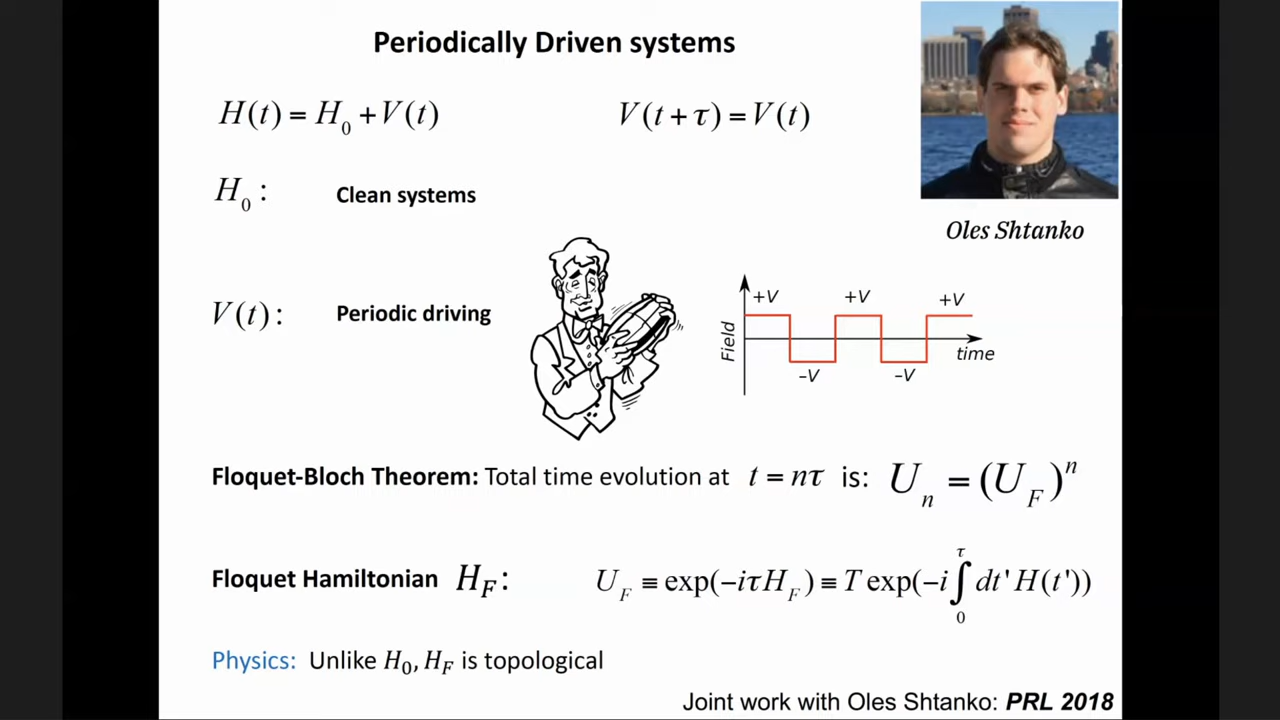 Periodically Driven systems
H(t) = H₀ + V(t)
V(t + τ) = V(t)
H₀ :
Clean systems
Oles Shtanko
V(t) :
Periodic driving
Field
+V
+V
+V
–V
–V
time
Floquet-Bloch Theorem: Total time evolution at t = nτ is: Uₙ = (U_F)ⁿ
Floquet Hamiltonian H_F: U_F ≡ exp(−iτH_F) ≡ T exp(−i∫₀^τ dt' H(t'))
Physics: Unlike H₀, H_F is topological
Joint work with Oles Shtanko: PRL 2018